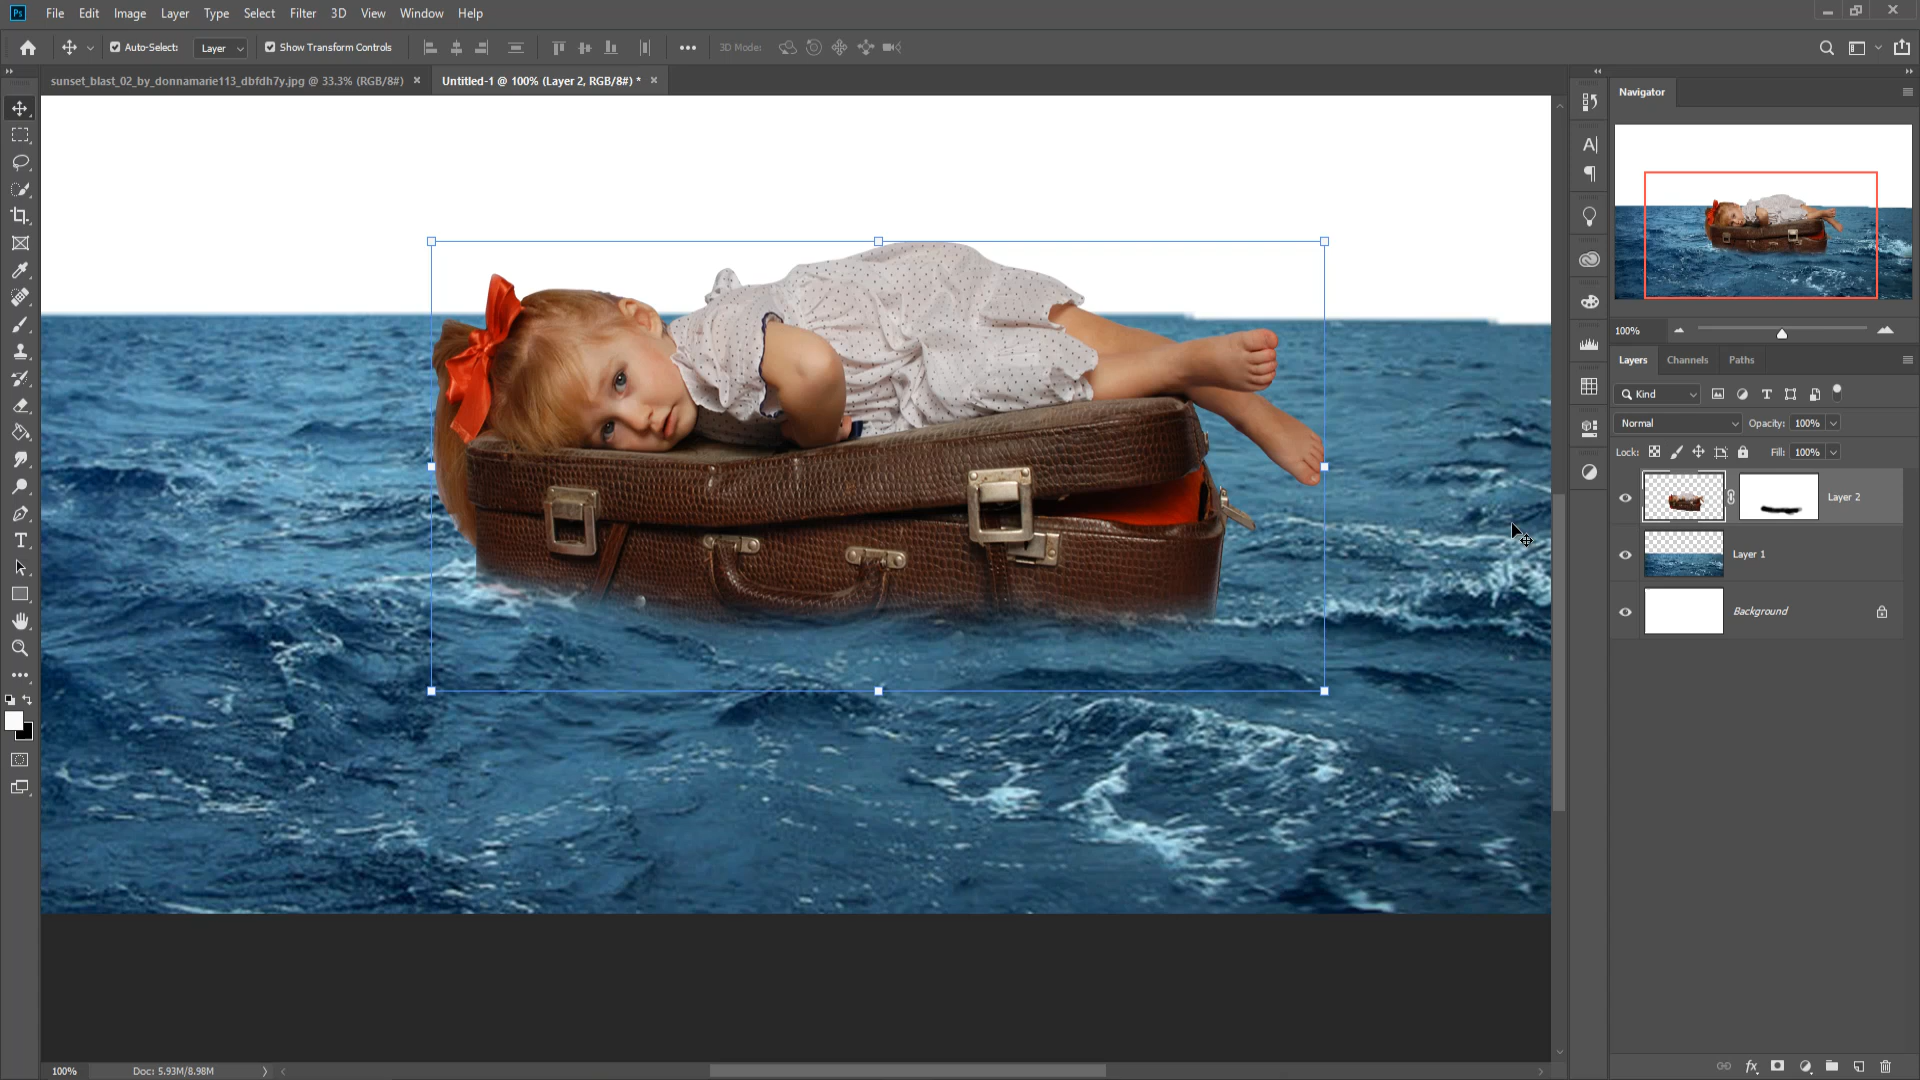 Ps File Edit Image Layer Type Select Filter 3D View Window Help
Auto-Select: Layer Show Transform Controls 3D Mode:
sunset_blast_02_by_donnamarie113_dbfdh7y.jpg @ 33.3% (RGB/8#) × Untitled-1 @ 100% (Layer 2, RGB/8#) * ×
Navigator
100%
Layers Channels Paths
Kind
Normal Opacity: 100%
Lock: Fill: 100%
Layer 2
Layer 1
Background
100% Doc: 5.93M/8.98M